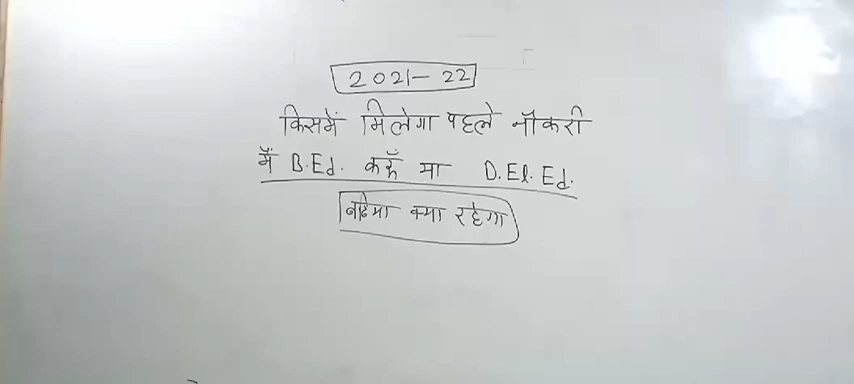 2021-22
किसमें मिलेगा पहले नौकरी
मैं B.Ed. करूँ या D.El.Ed.
बढिया क्या रहेगा